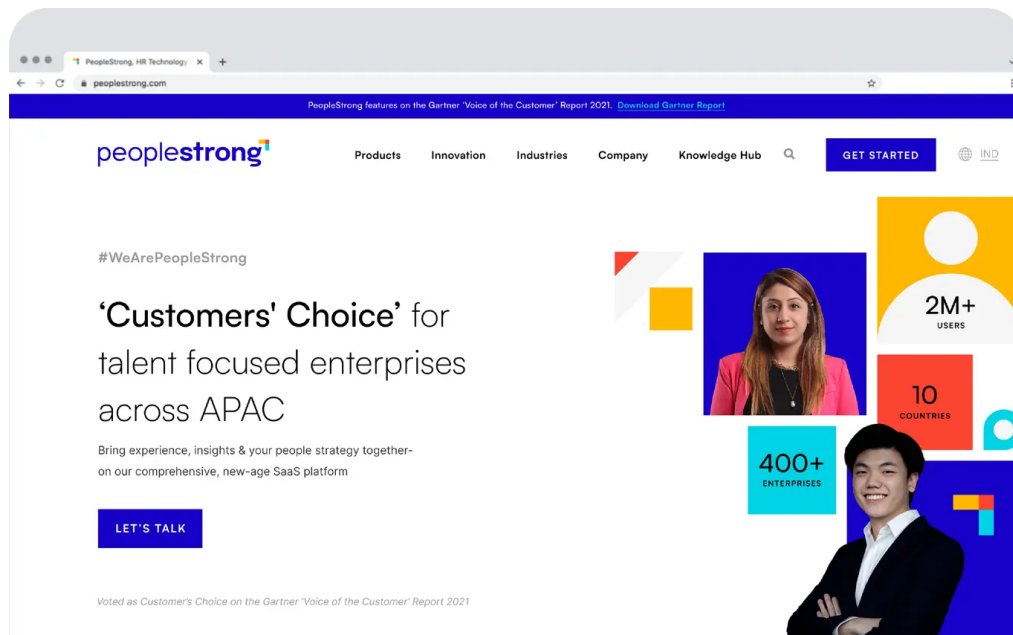 PeopleStrong, HR Technology
peoplestrong.com
PeopleStrong features on the Gartner 'Voice of the Customer' Report 2021. Download Gartner Report
peoplestrong
Products Innovation Industries Company Knowledge Hub GET STARTED IND
#WeArePeopleStrong
‘Customers' Choice’ for
talent focused enterprises
across APAC
Bring experience, insights & your people strategy together-
on our comprehensive, new-age SaaS platform
LET'S TALK
Voted as Customer's Choice on the Gartner 'Voice of the Customer' Report 2021
2M+
USERS
10
COUNTRIES
400+
ENTERPRISES